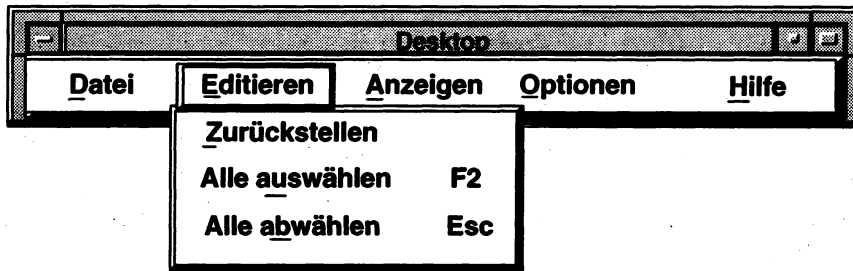 Desktop
Datei Editieren Anzeigen Optionen Hilfe
Zurückstellen
Alle auswählen F2
Alle abwählen Esc